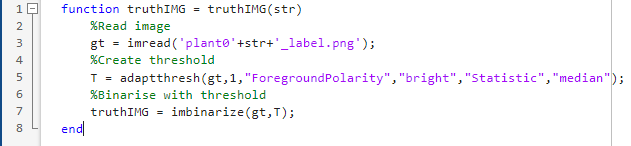 1 function truthIMG = truthIMG(str)
2 %Read image
3 gt = imread('plant0'+str+'_label.png');
4 %Create threshold
5 T = adaptthresh(gt,1,"ForegroundPolarity","bright","Statistic","median");
6 %Binarise with threshold
7 truthIMG = imbinarize(gt,T);
8 end